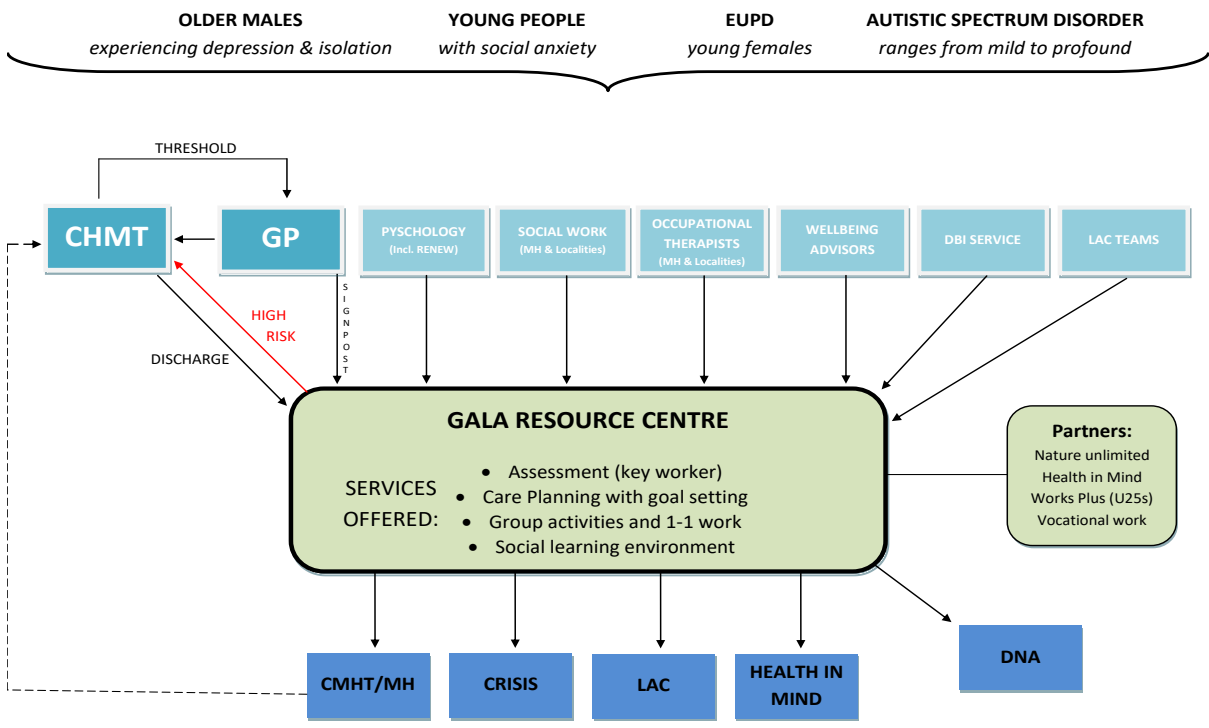 OLDER MALES
experiencing depression & isolation
YOUNG PEOPLE
with social anxiety
EUPD
young females
AUTISTIC SPECTRUM DISORDER
ranges from mild to profound
THRESHOLD
CHMT
GP
PYSCHOLOGY
(Incl. RENEW)
SOCIAL WORK
(MH & Localities)
OCCUPATIONAL
THERAPISTS
(MH & Localities)
WELLBEING
ADVISORS
DBI SERVICE
LAC TEAMS
HIGH
RISK
DISCHARGE
SIGNPOST
GALA RESOURCE CENTRE
SERVICES
OFFERED:
• Assessment (key worker)
• Care Planning with goal setting
• Group activities and 1-1 work
• Social learning environment
Partners:
Nature unlimited
Health in Mind
Works Plus (U25s)
Vocational work
CMHT/MH
CRISIS
LAC
HEALTH IN
MIND
DNA